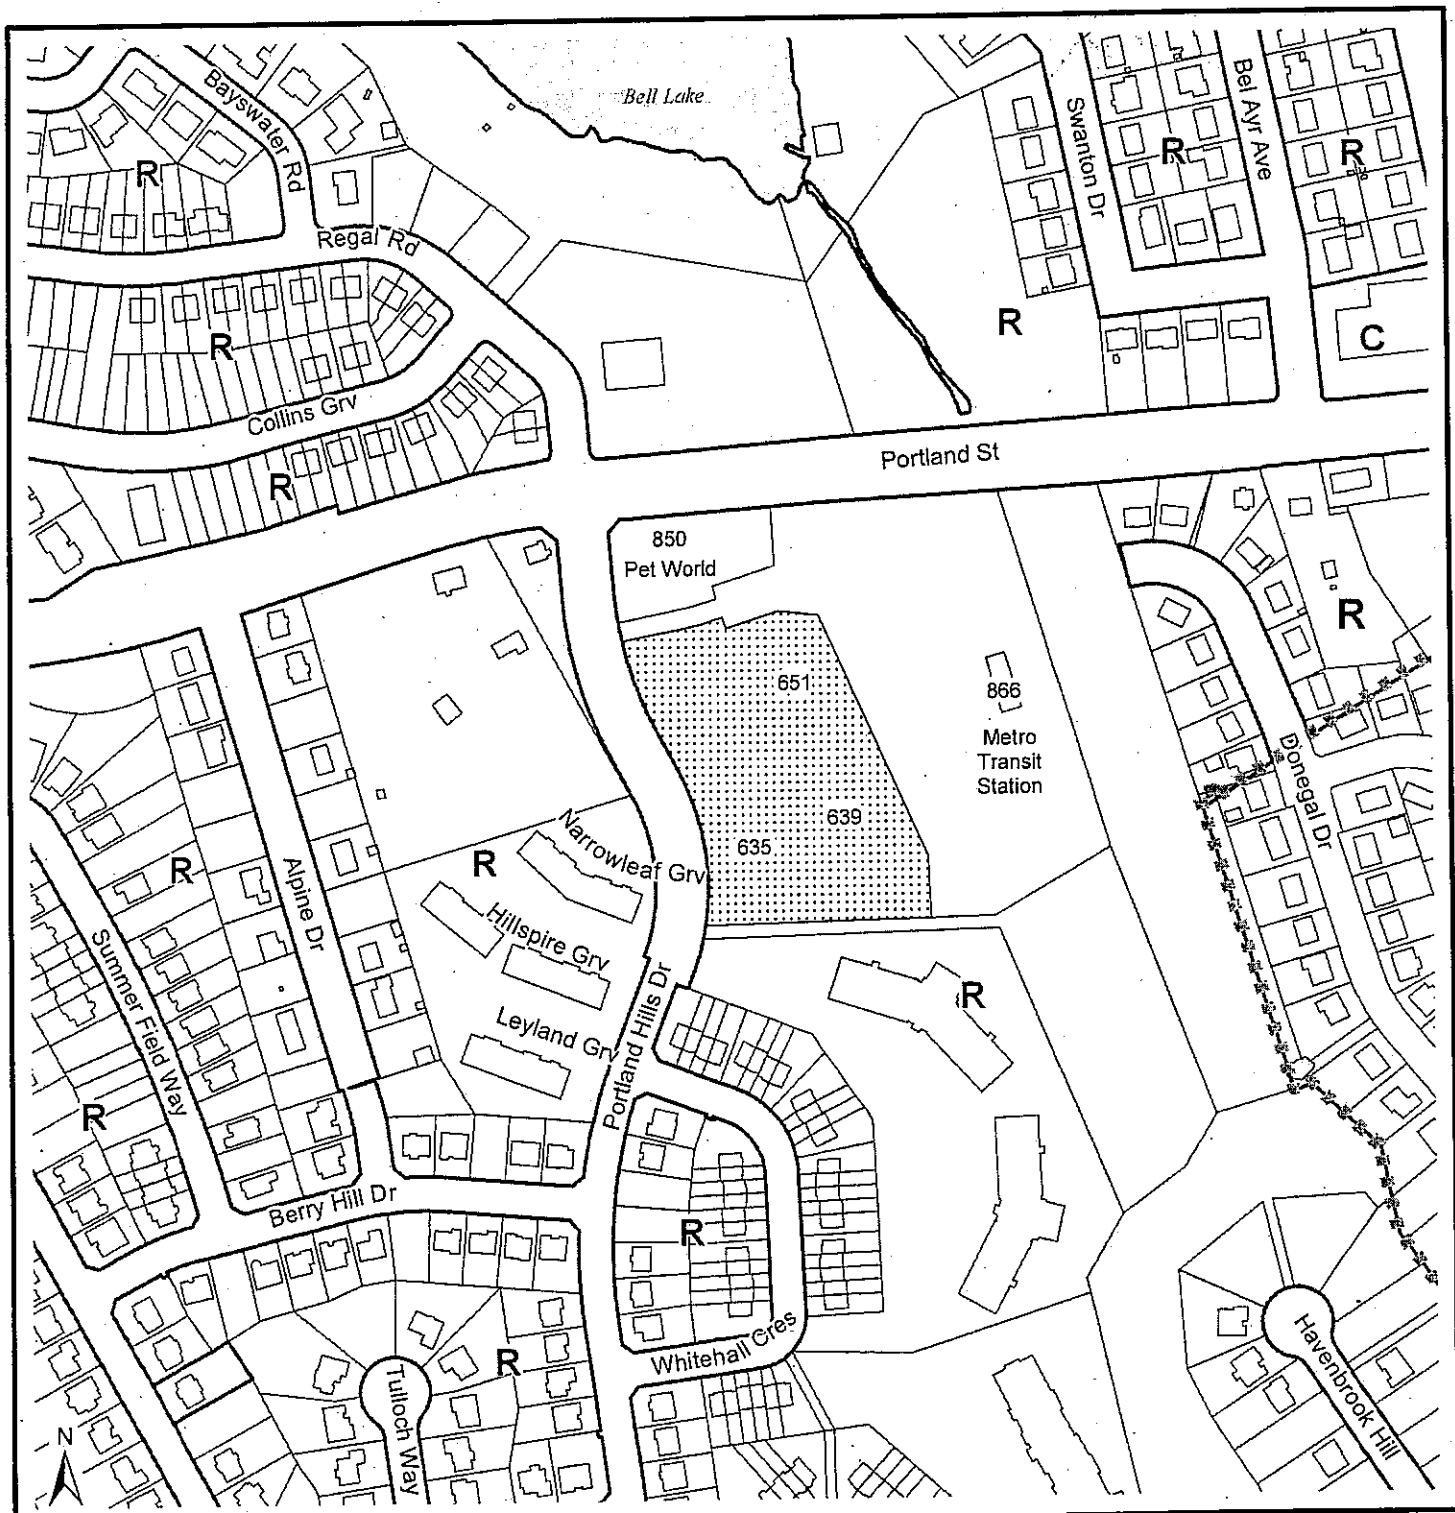 Bell Lake
Bayswater Rd
Swanton Dr
Bel Ayr Ave
R
R
R
Regal Rd
R
C
R
Collins Grv
Portland St
R
850
Pet World
R
651
866
Metro
Transit
Station
Donegal Dr
639
635
Narrowleaf Grv
R
R
Alpine Dr
Hillspire Grv
Summer Field Way
R
Leyland Grv
Portland Hills Dr
R
Berry Hill Dr
R
Whitehall Cres
R
Tulloch Way
Havenbrook Hill
N